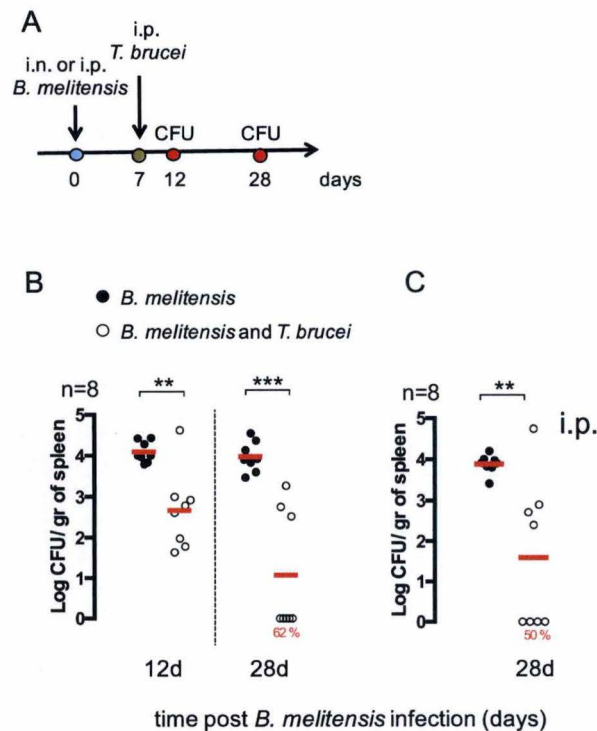 A
i.p.
T. brucei
i.n. or i.p.
B. melitensis
CFU CFU
0 7 12 28 days
B
B. melitensis
B. melitensis and T. brucei
C
n=8 ** ***
Log CFU/ gr of spleen
5
4
3
2
1
0
62 %
12d 28d
n=8 **
i.p.
Log CFU/ gr of spleen
5
4
3
2
1
0
50 %
28d
time post B. melitensis infection (days)